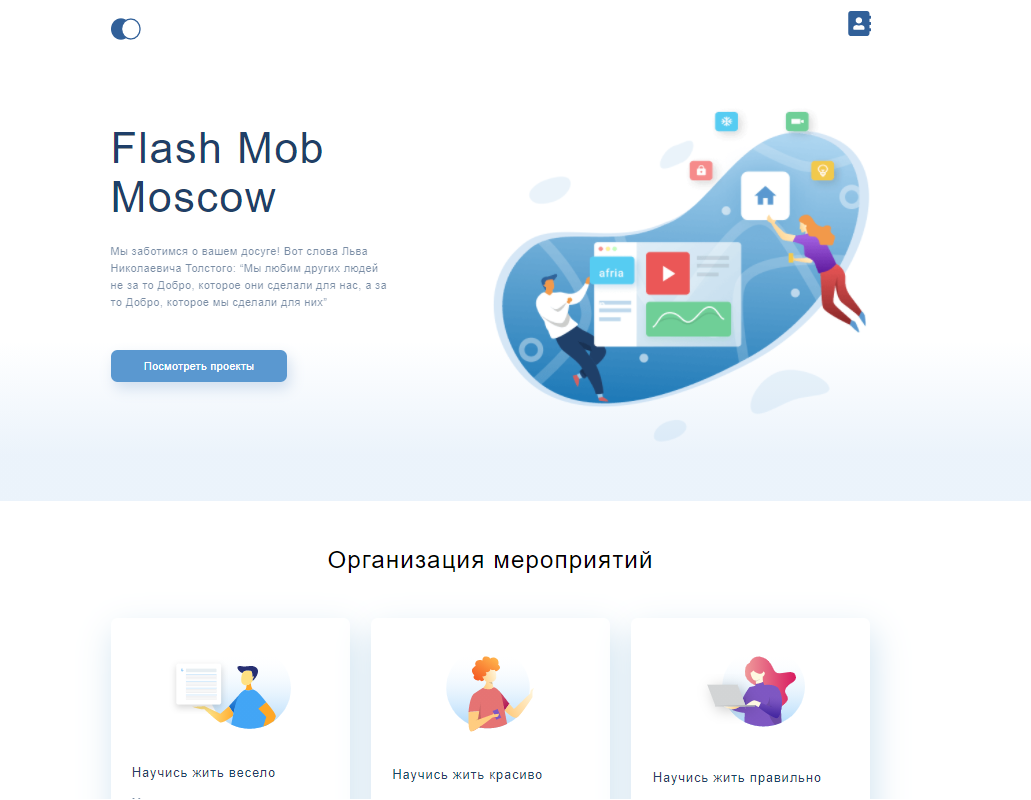 Flash Mob
Moscow
Мы заботимся о вашем досуге! Вот слова Льва
Николаевича Толстого: “Мы любим других людей
не за то Добро, которое они сделали для нас, а за
то Добро, которое мы сделали для них”
Посмотреть проекты
afria
Организация мероприятий
Научись жить весело
Научись жить красиво
Научись жить правильно